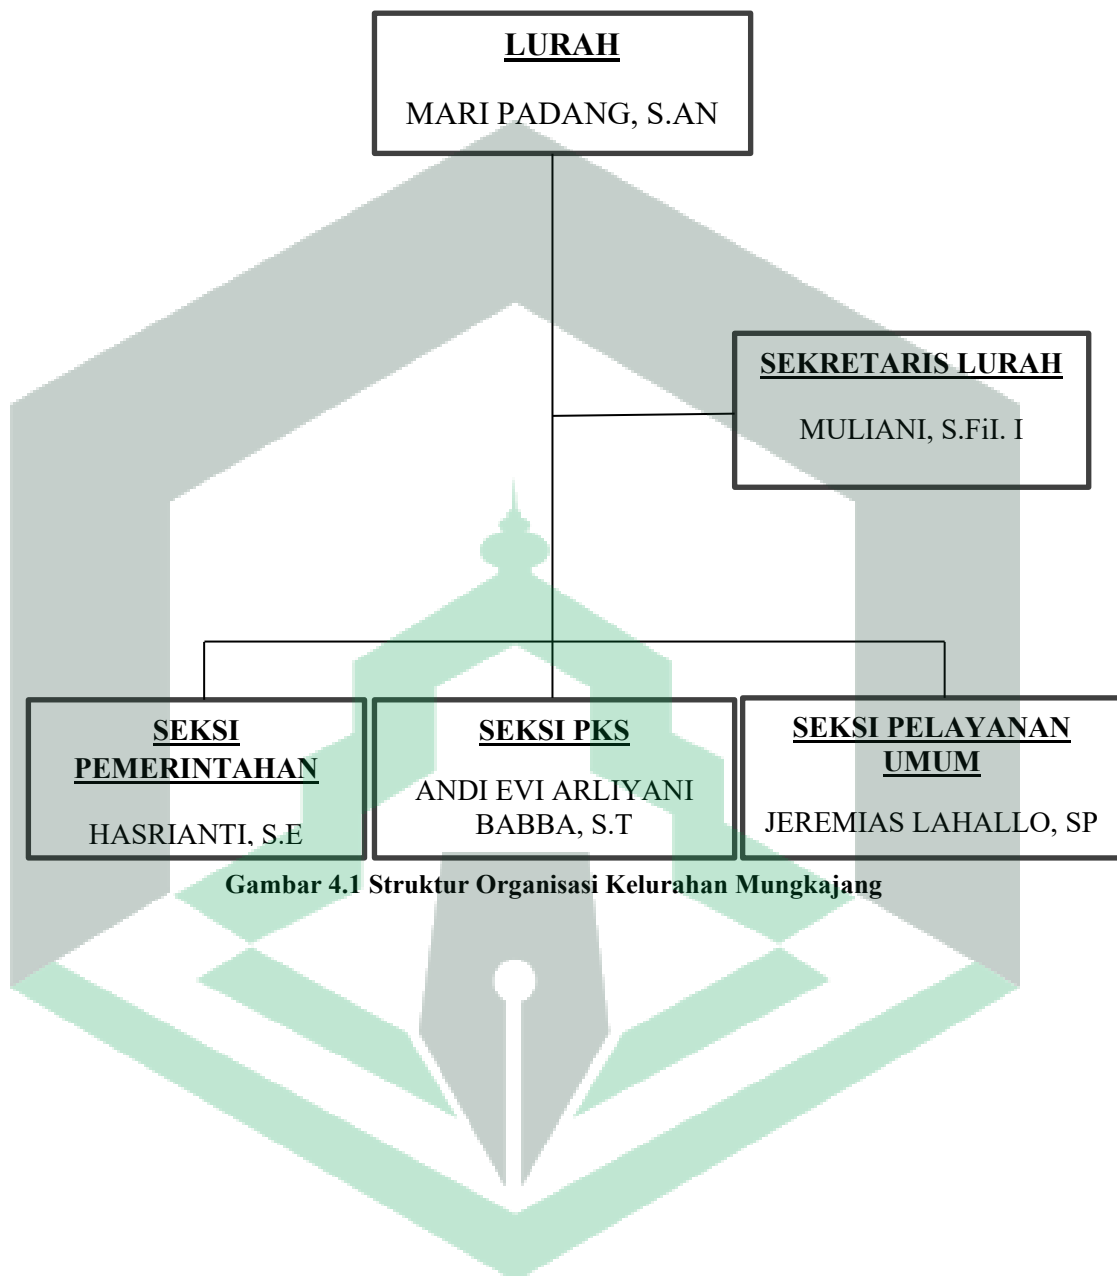 LURAH
MARI PADANG, S.AN
SEKRETARIS LURAH
MULIANI, S.FiI. I
SEKSI
PEMERINTAHAN
HASRIANTI, S.E
SEKSI PKS
ANDI EVI ARLIYANI
BABBA, S.T
SEKSI PELAYANAN
UMUM
JEREMIAS LAHALLO, SP
Gambar 4.1 Struktur Organisasi Kelurahan Mungkajang